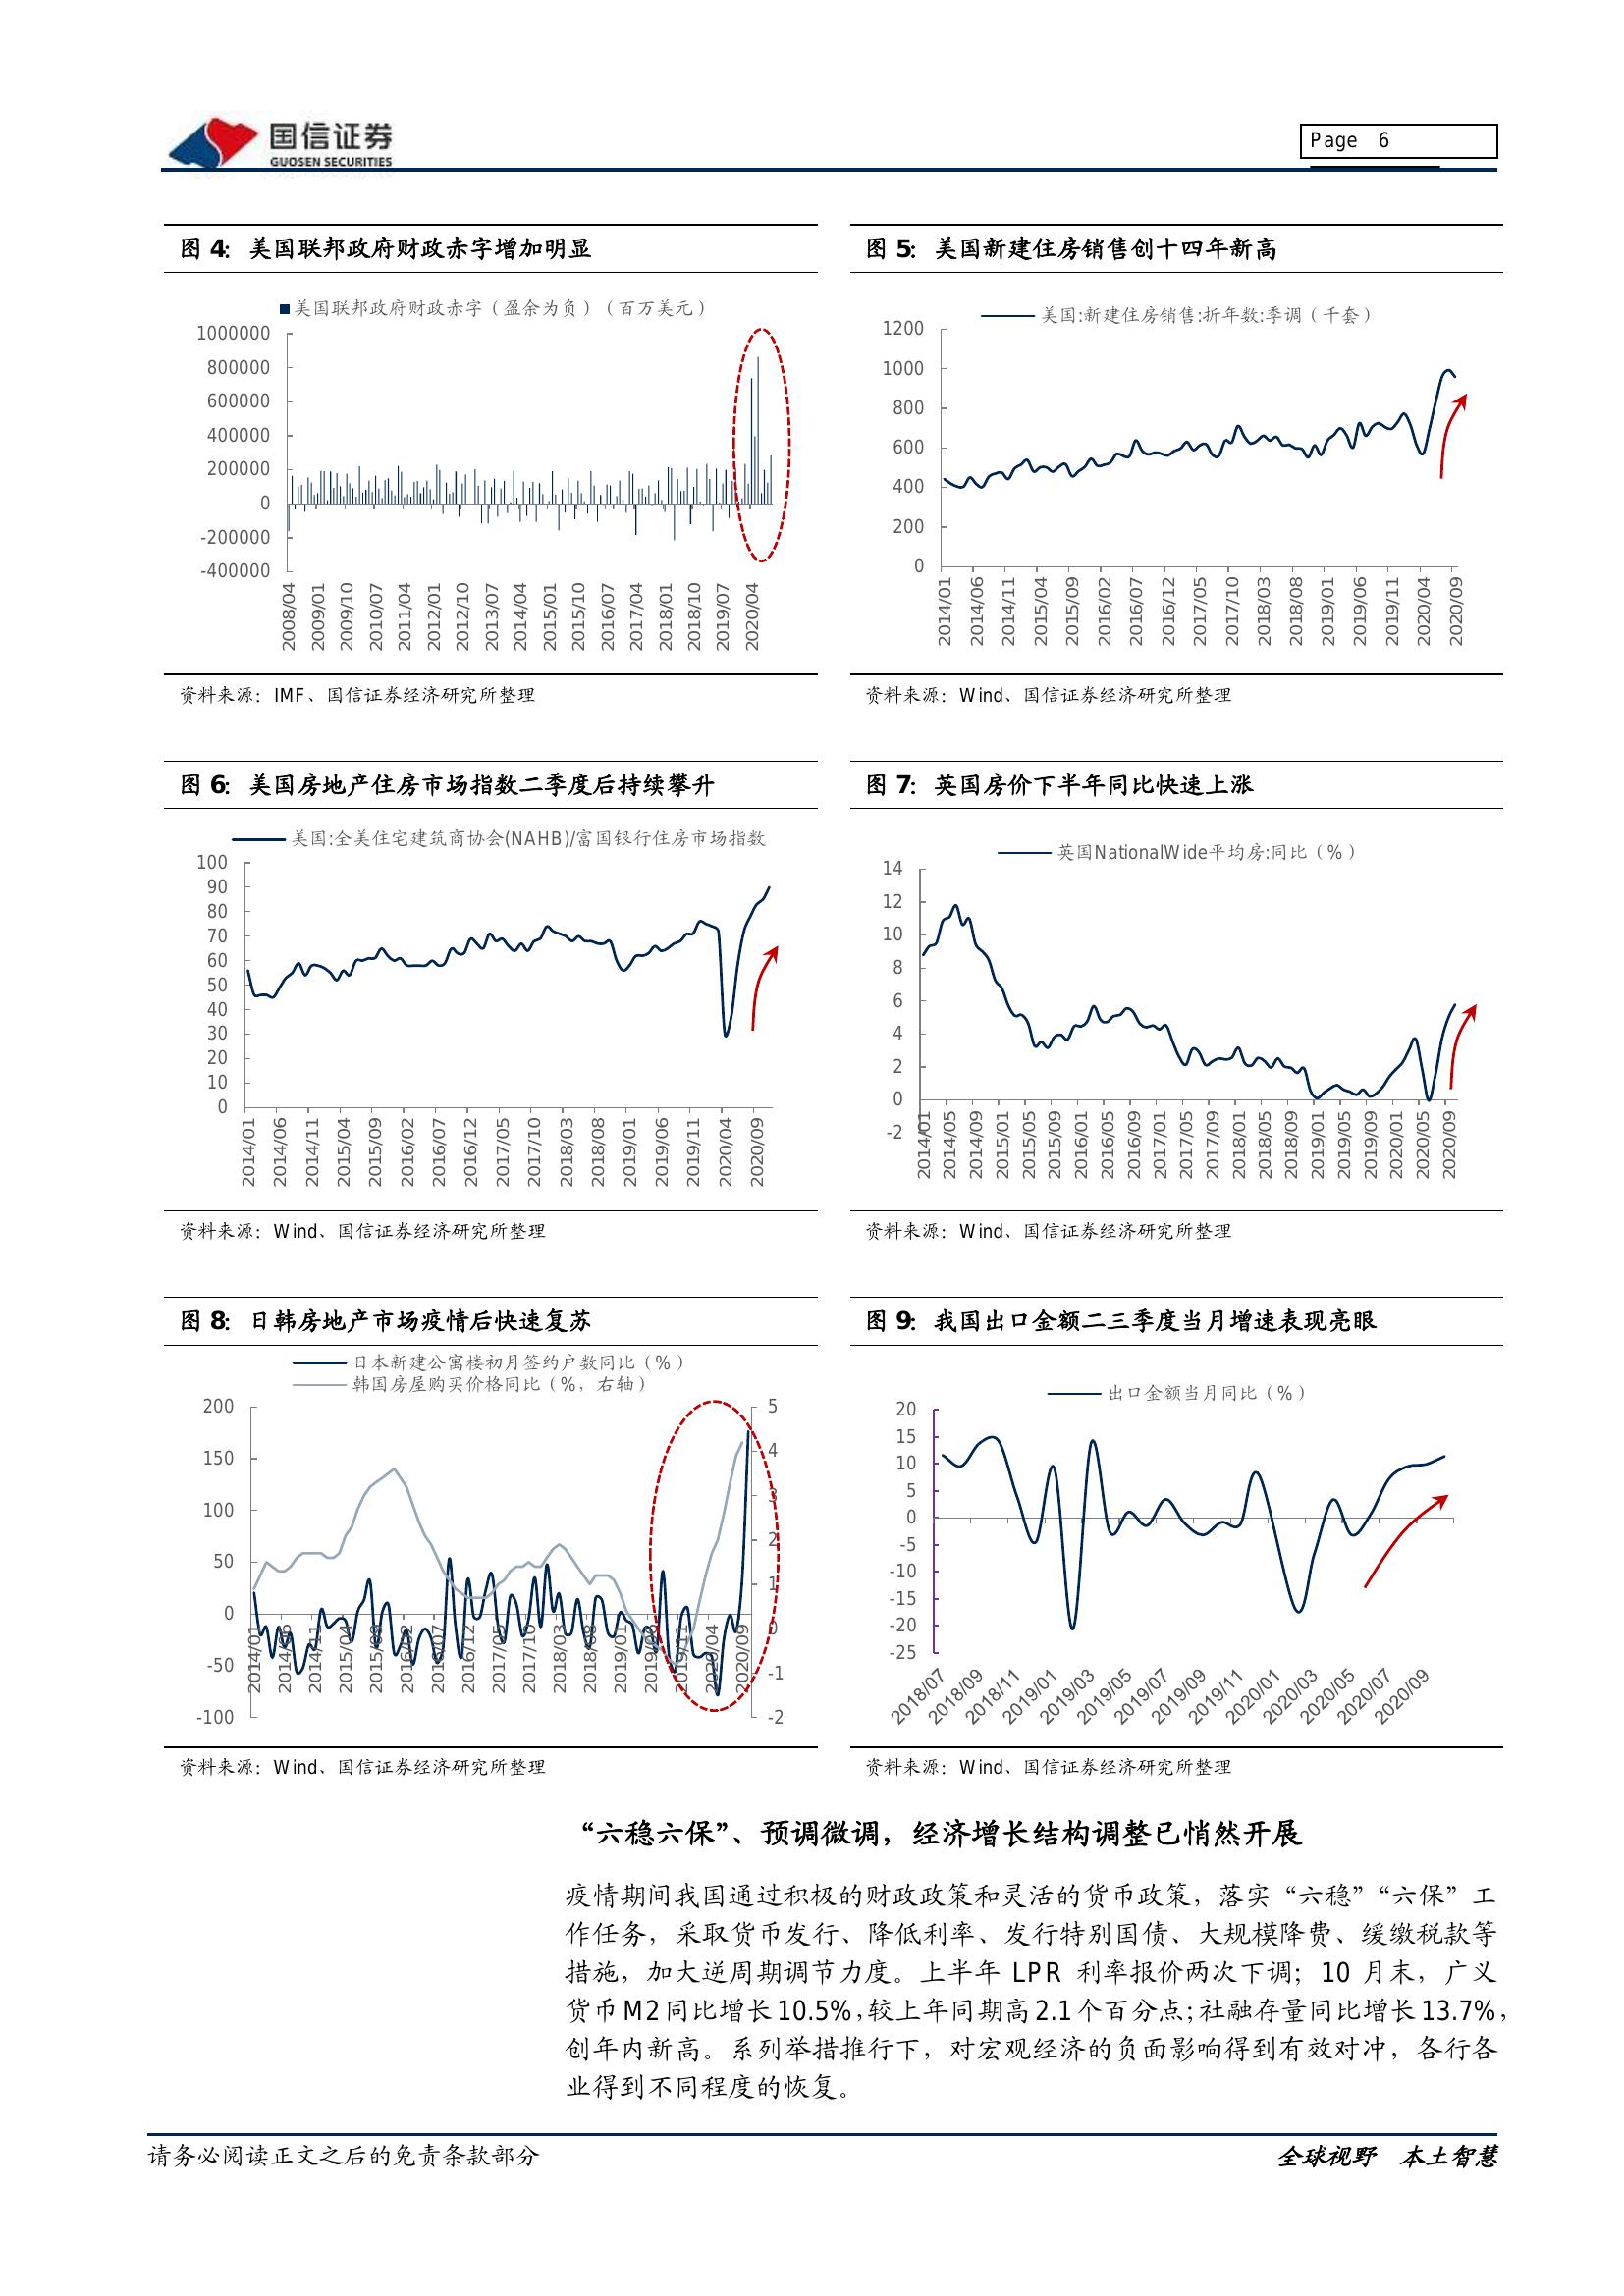 国信证券
GUOSEN SECURITIES
Page 6
图 4：美国联邦政府财政赤字增加明显
美国联邦政府财政赤字（盈余为负）（百万美元）
1000000
800000
600000
400000
200000
0
-200000
-400000
2008/04 2009/01 2009/10 2010/07 2011/04 2012/01 2012/10 2013/07 2014/04 2015/01 2015/10 2016/07 2017/04 2018/01 2018/10 2019/07 2020/04
资料来源：IMF、国信证券经济研究所整理
图 5：美国新建住房销售创十四年新高
美国:新建住房销售:折年数:季调（千套）
1200
1000
800
600
400
200
0
2014/01 2014/06 2014/11 2015/04 2015/09 2016/02 2016/07 2016/12 2017/05 2017/10 2018/03 2018/08 2019/01 2019/06 2019/11 2020/04 2020/09
资料来源：Wind、国信证券经济研究所整理
图 6：美国房地产住房市场指数二季度后持续攀升
美国:全美住宅建筑商协会(NAHB)/富国银行住房市场指数
100
90
80
70
60
50
40
30
20
10
0
2014/01 2014/06 2014/11 2015/04 2015/09 2016/02 2016/07 2016/12 2017/05 2017/10 2018/03 2018/08 2019/01 2019/06 2019/11 2020/04 2020/09
资料来源：Wind、国信证券经济研究所整理
图 7：英国房价下半年同比快速上涨
英国NationalWide平均房:同比（%）
14
12
10
8
6
4
2
0
-2
2014/01 2014/05 2014/09 2015/01 2015/05 2015/09 2016/01 2016/05 2016/09 2017/01 2017/05 2017/09 2018/01 2018/05 2018/09 2019/01 2019/05 2019/09 2020/01 2020/05 2020/09
资料来源：Wind、国信证券经济研究所整理
图 8：日韩房地产市场疫情后快速复苏
日本新建公寓楼初月签约户数同比（%）
韩国房屋购买价格同比（%，右轴）
200
150
100
50
0
-50
-100
5
4
3
2
1
0
-1
-2
2014/01 2014/06 2014/11 2015/04 2015/09 2016/02 2016/07 2016/12 2017/05 2017/10 2018/03 2018/08 2019/01 2019/06 2019/11 2020/04 2020/09
资料来源：Wind、国信证券经济研究所整理
图 9：我国出口金额二三季度当月增速表现亮眼
出口金额当月同比（%）
20
15
10
5
0
-5
-10
-15
-20
-25
2018/07 2018/09 2018/11 2019/01 2019/03 2019/05 2019/07 2019/09 2019/11 2020/01 2020/03 2020/05 2020/07 2020/09
资料来源：Wind、国信证券经济研究所整理
“六稳六保”、预调微调，经济增长结构调整已悄然开展
疫情期间我国通过积极的财政政策和灵活的货币政策，落实“六稳”“六保”工
作任务，采取货币发行、降低利率、发行特别国债、大规模降费、缓缴税款等
措施，加大逆周期调节力度。上半年 LPR 利率报价两次下调；10 月末，广义
货币 M2 同比增长 10.5%，较上年同期高 2.1 个百分点；社融存量同比增长 13.7%，
创年内新高。系列举措推行下，对宏观经济的负面影响得到有效对冲，各行各
业得到不同程度的恢复。
请务必阅读正文之后的免责条款部分
全球视野 本土智慧